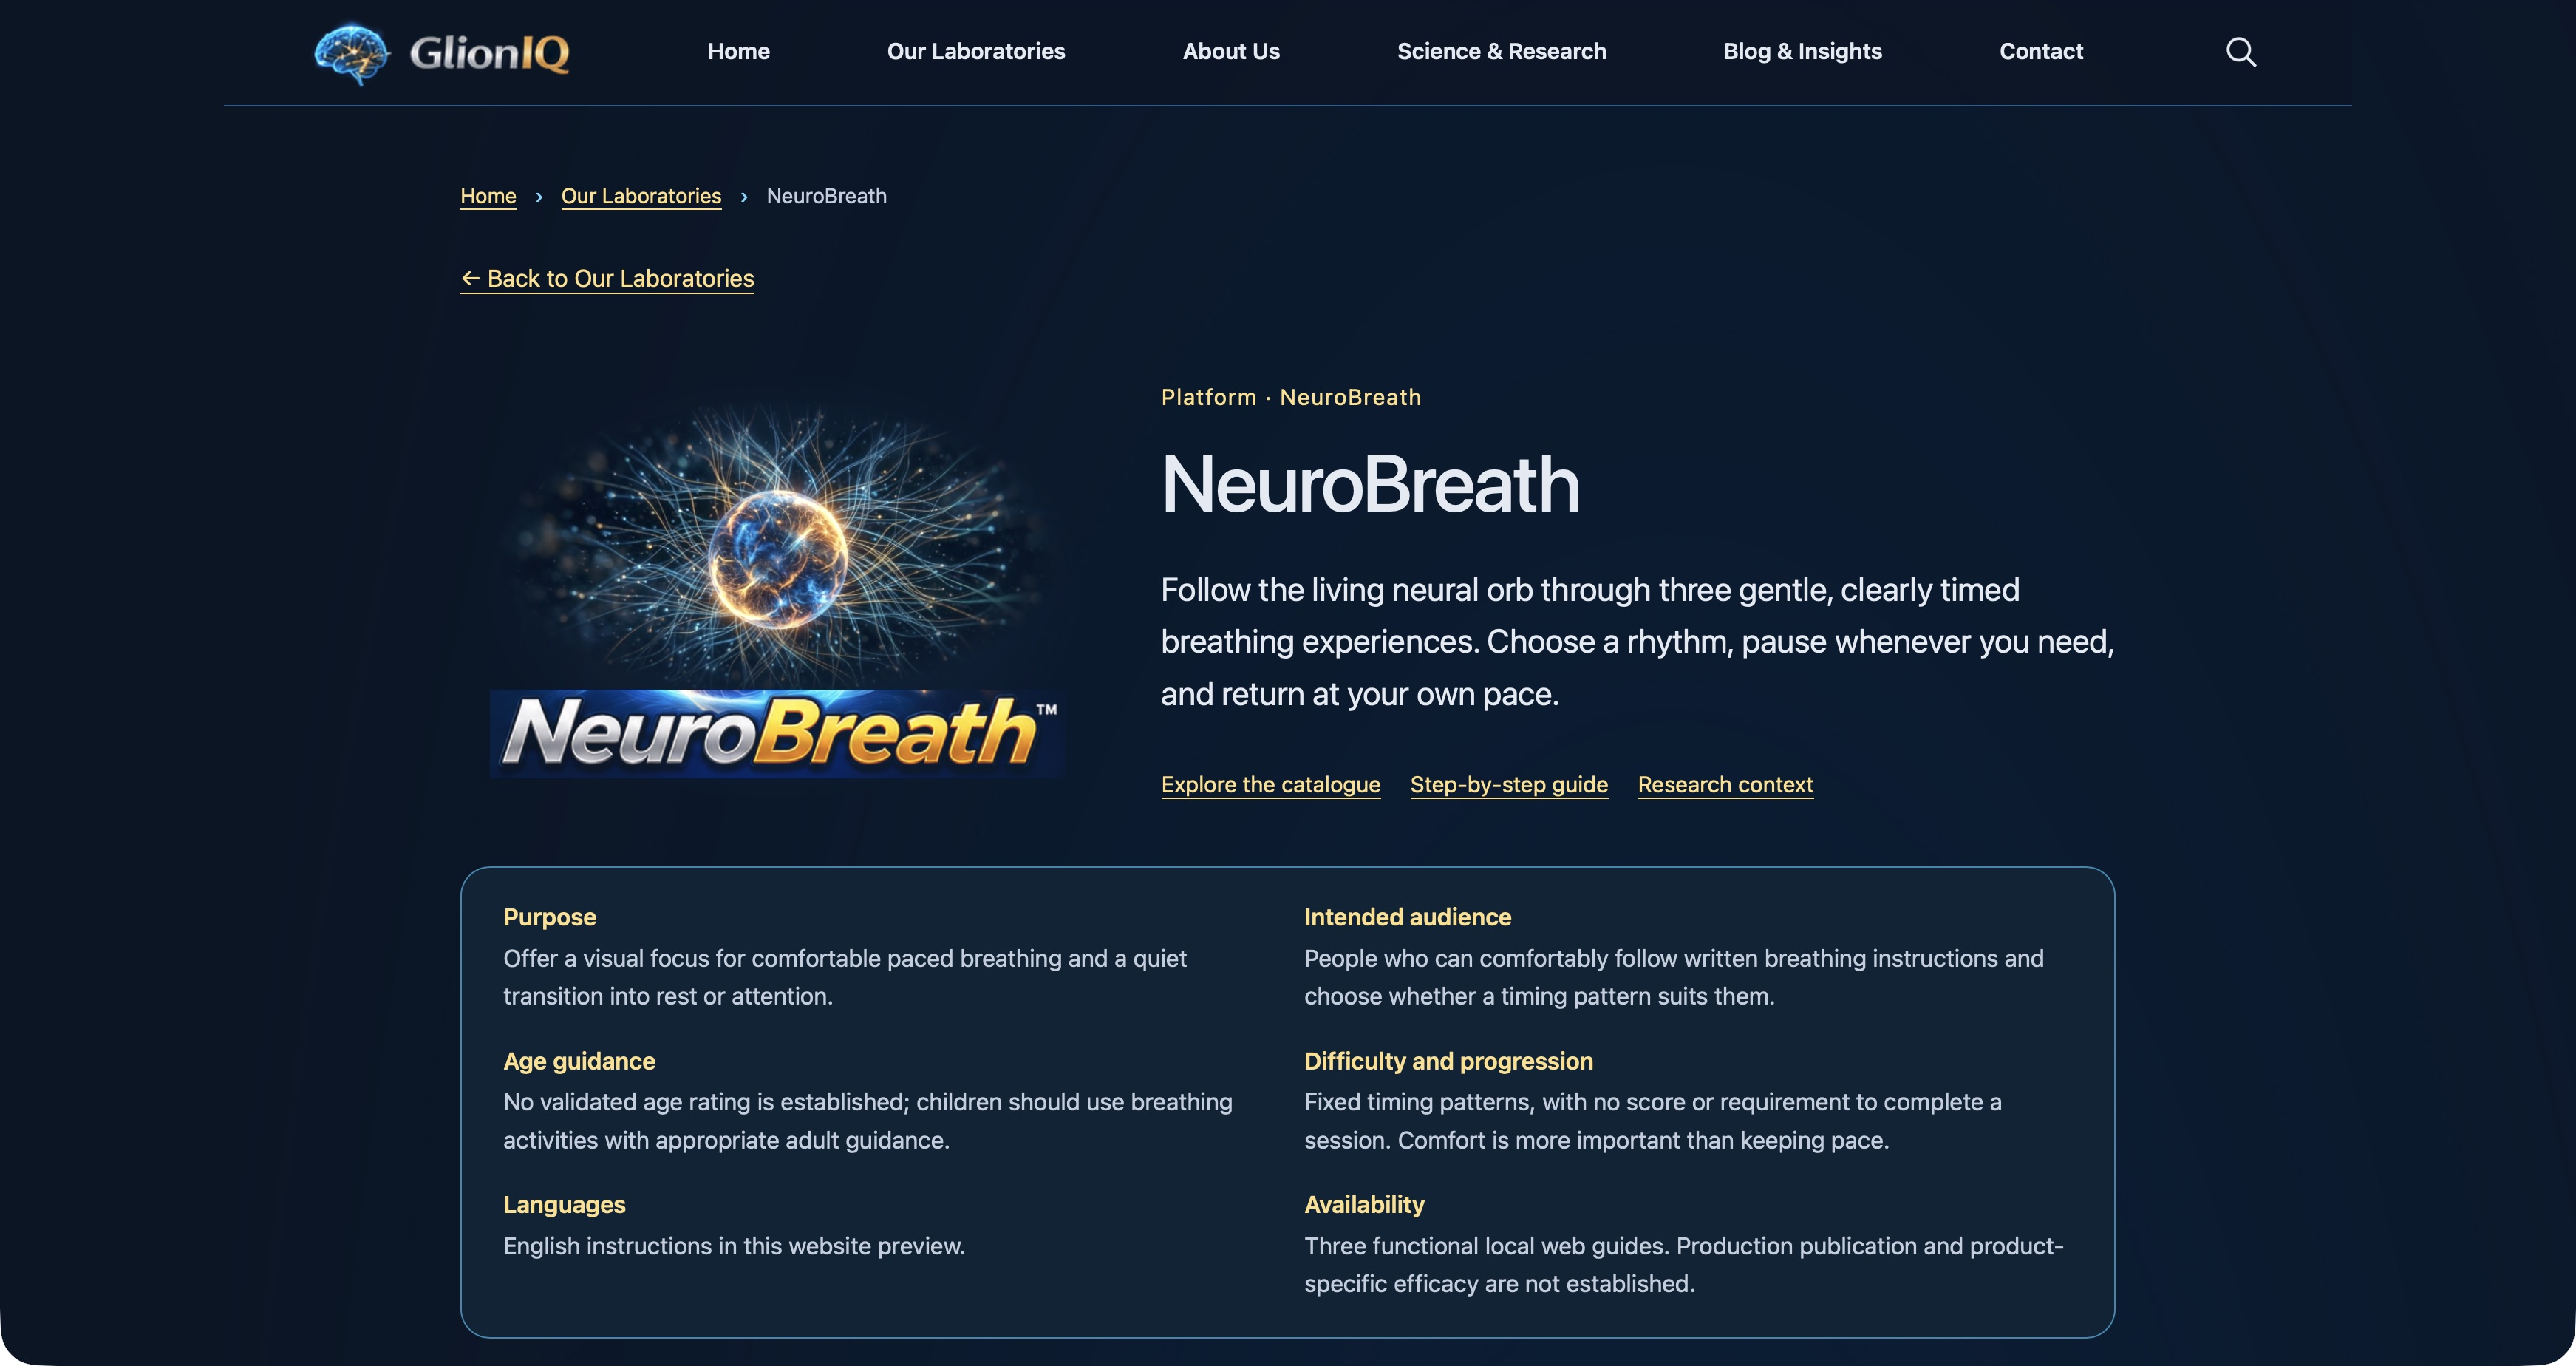 GlionIQ
Home
Our Laboratories
About Us
Science & Research
Blog & Insights
Contact
Home › Our Laboratories › NeuroBreath
← Back to Our Laboratories
NeuroBreath™
Platform · NeuroBreath
NeuroBreath
Follow the living neural orb through three gentle, clearly timed
breathing experiences. Choose a rhythm, pause whenever you need,
and return at your own pace.
Explore the catalogue
Step-by-step guide
Research context
Purpose
Offer a visual focus for comfortable paced breathing and a quiet
transition into rest or attention.
Intended audience
People who can comfortably follow written breathing instructions and
choose whether a timing pattern suits them.
Age guidance
No validated age rating is established; children should use breathing
activities with appropriate adult guidance.
Difficulty and progression
Fixed timing patterns, with no score or requirement to complete a
session. Comfort is more important than keeping pace.
Languages
English instructions in this website preview.
Availability
Three functional local web guides. Production publication and product-
specific efficacy are not established.